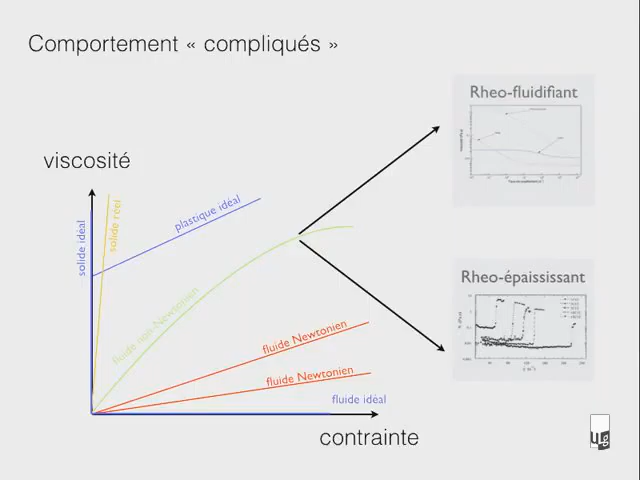 Comportement « compliqués »
Rheo-fluidifiant
viscosité
solide idéal
solide réel
plastique idéal
fluide non-Newtonien
Rheo-épaississant
fluide Newtonien
fluide Newtonien
fluide idéal
contrainte